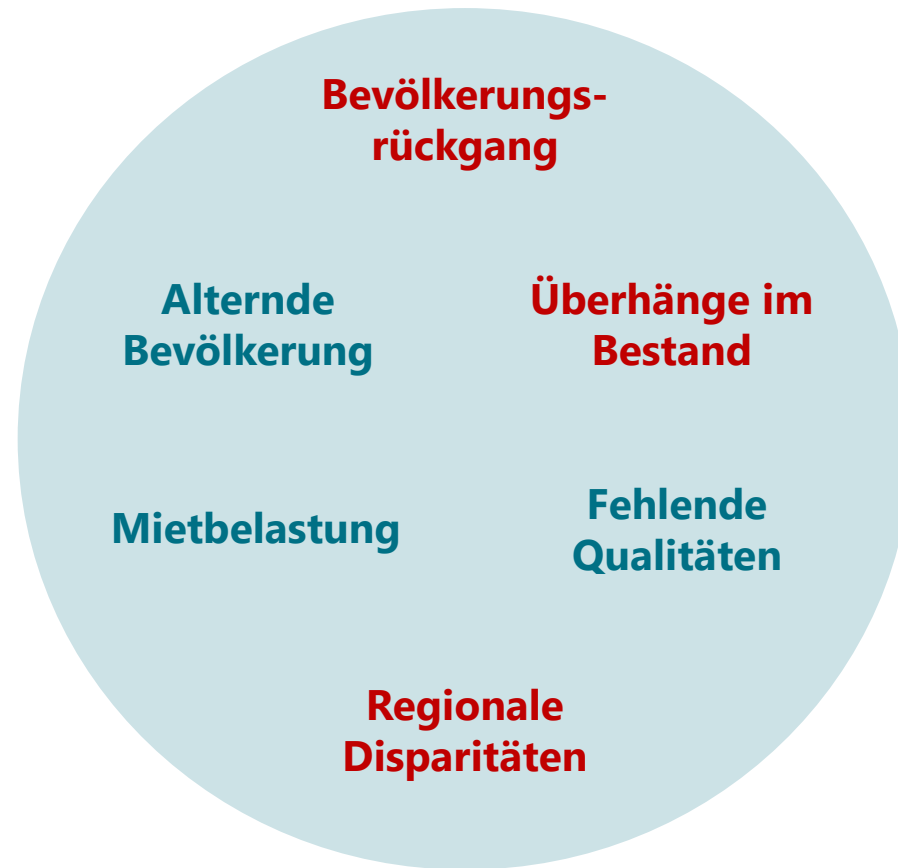 Bevölkerungs-
rückgang
Alternde
Bevölkerung
Überhänge im
Bestand
Mietbelastung
Fehlende
Qualitäten
Regionale
Disparitäten